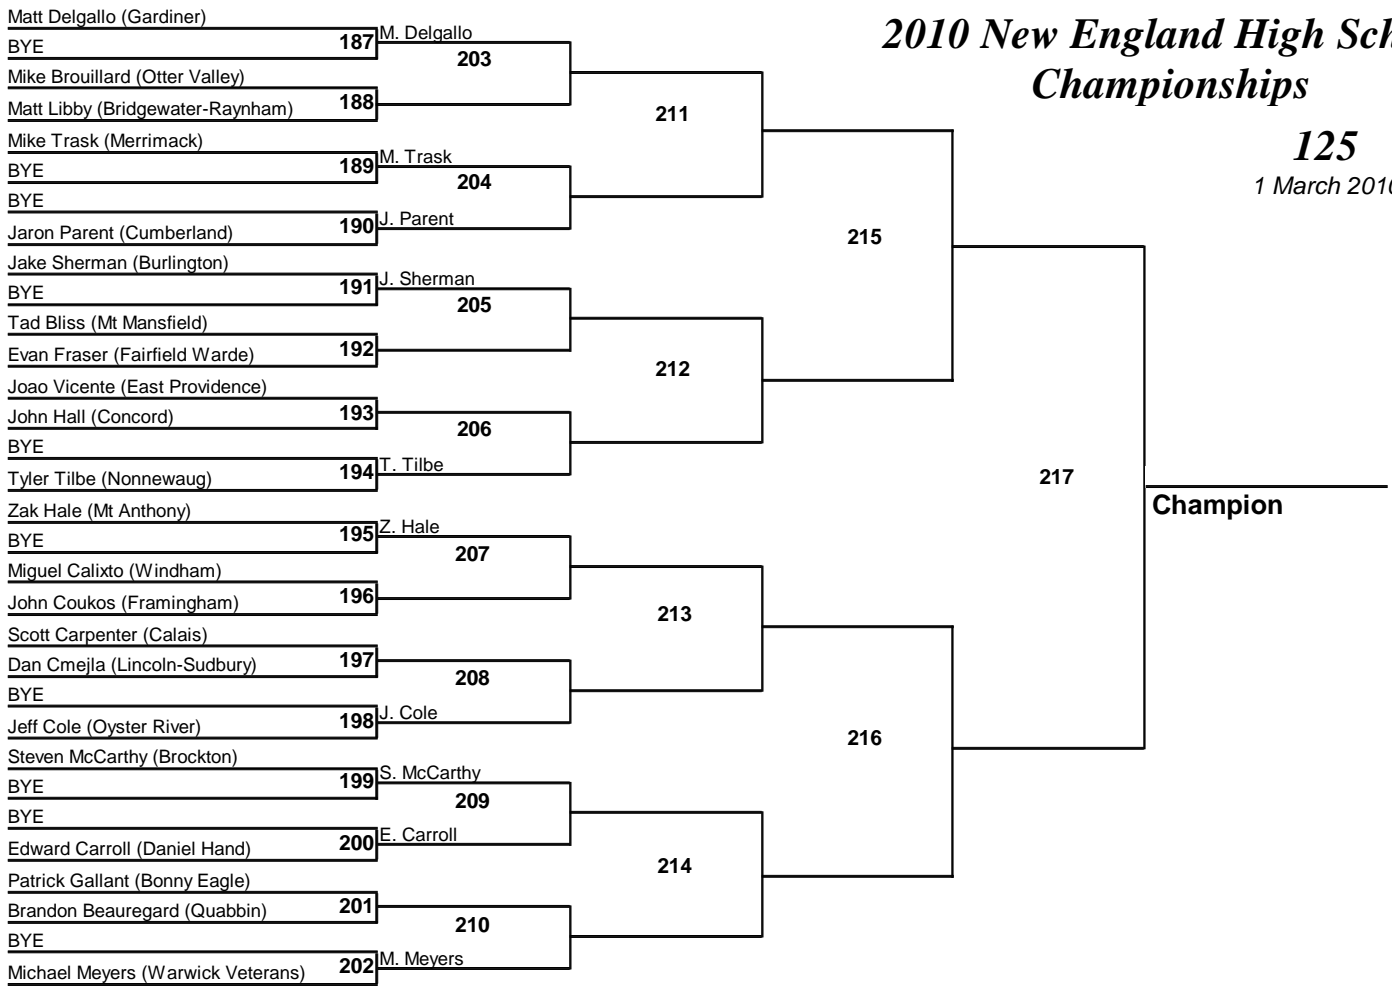 2010 New England High Sch
Championships
125
1 March 2010
Matt Delgallo (Gardiner)
BYE
187
M. Delgallo
203
Mike Brouillard (Otter Valley)
Matt Libby (Bridgewater-Raynham)
188
211
Mike Trask (Merrimack)
BYE
189
M. Trask
204
BYE
Jaron Parent (Cumberland)
190
J. Parent
215
Jake Sherman (Burlington)
BYE
191
J. Sherman
205
Tad Bliss (Mt Mansfield)
Evan Fraser (Fairfield Warde)
192
212
Joao Vicente (East Providence)
John Hall (Concord)
193
206
BYE
Tyler Tilbe (Nonnewaug)
194
T. Tilbe
217
Champion
Zak Hale (Mt Anthony)
BYE
195
Z. Hale
207
Miguel Calixto (Windham)
John Coukos (Framingham)
196
213
Scott Carpenter (Calais)
Dan Cmejla (Lincoln-Sudbury)
197
208
BYE
Jeff Cole (Oyster River)
198
J. Cole
216
Steven McCarthy (Brockton)
BYE
199
S. McCarthy
209
BYE
Edward Carroll (Daniel Hand)
200
E. Carroll
214
Patrick Gallant (Bonny Eagle)
Brandon Beauregard (Quabbin)
201
210
BYE
Michael Meyers (Warwick Veterans)
202
M. Meyers